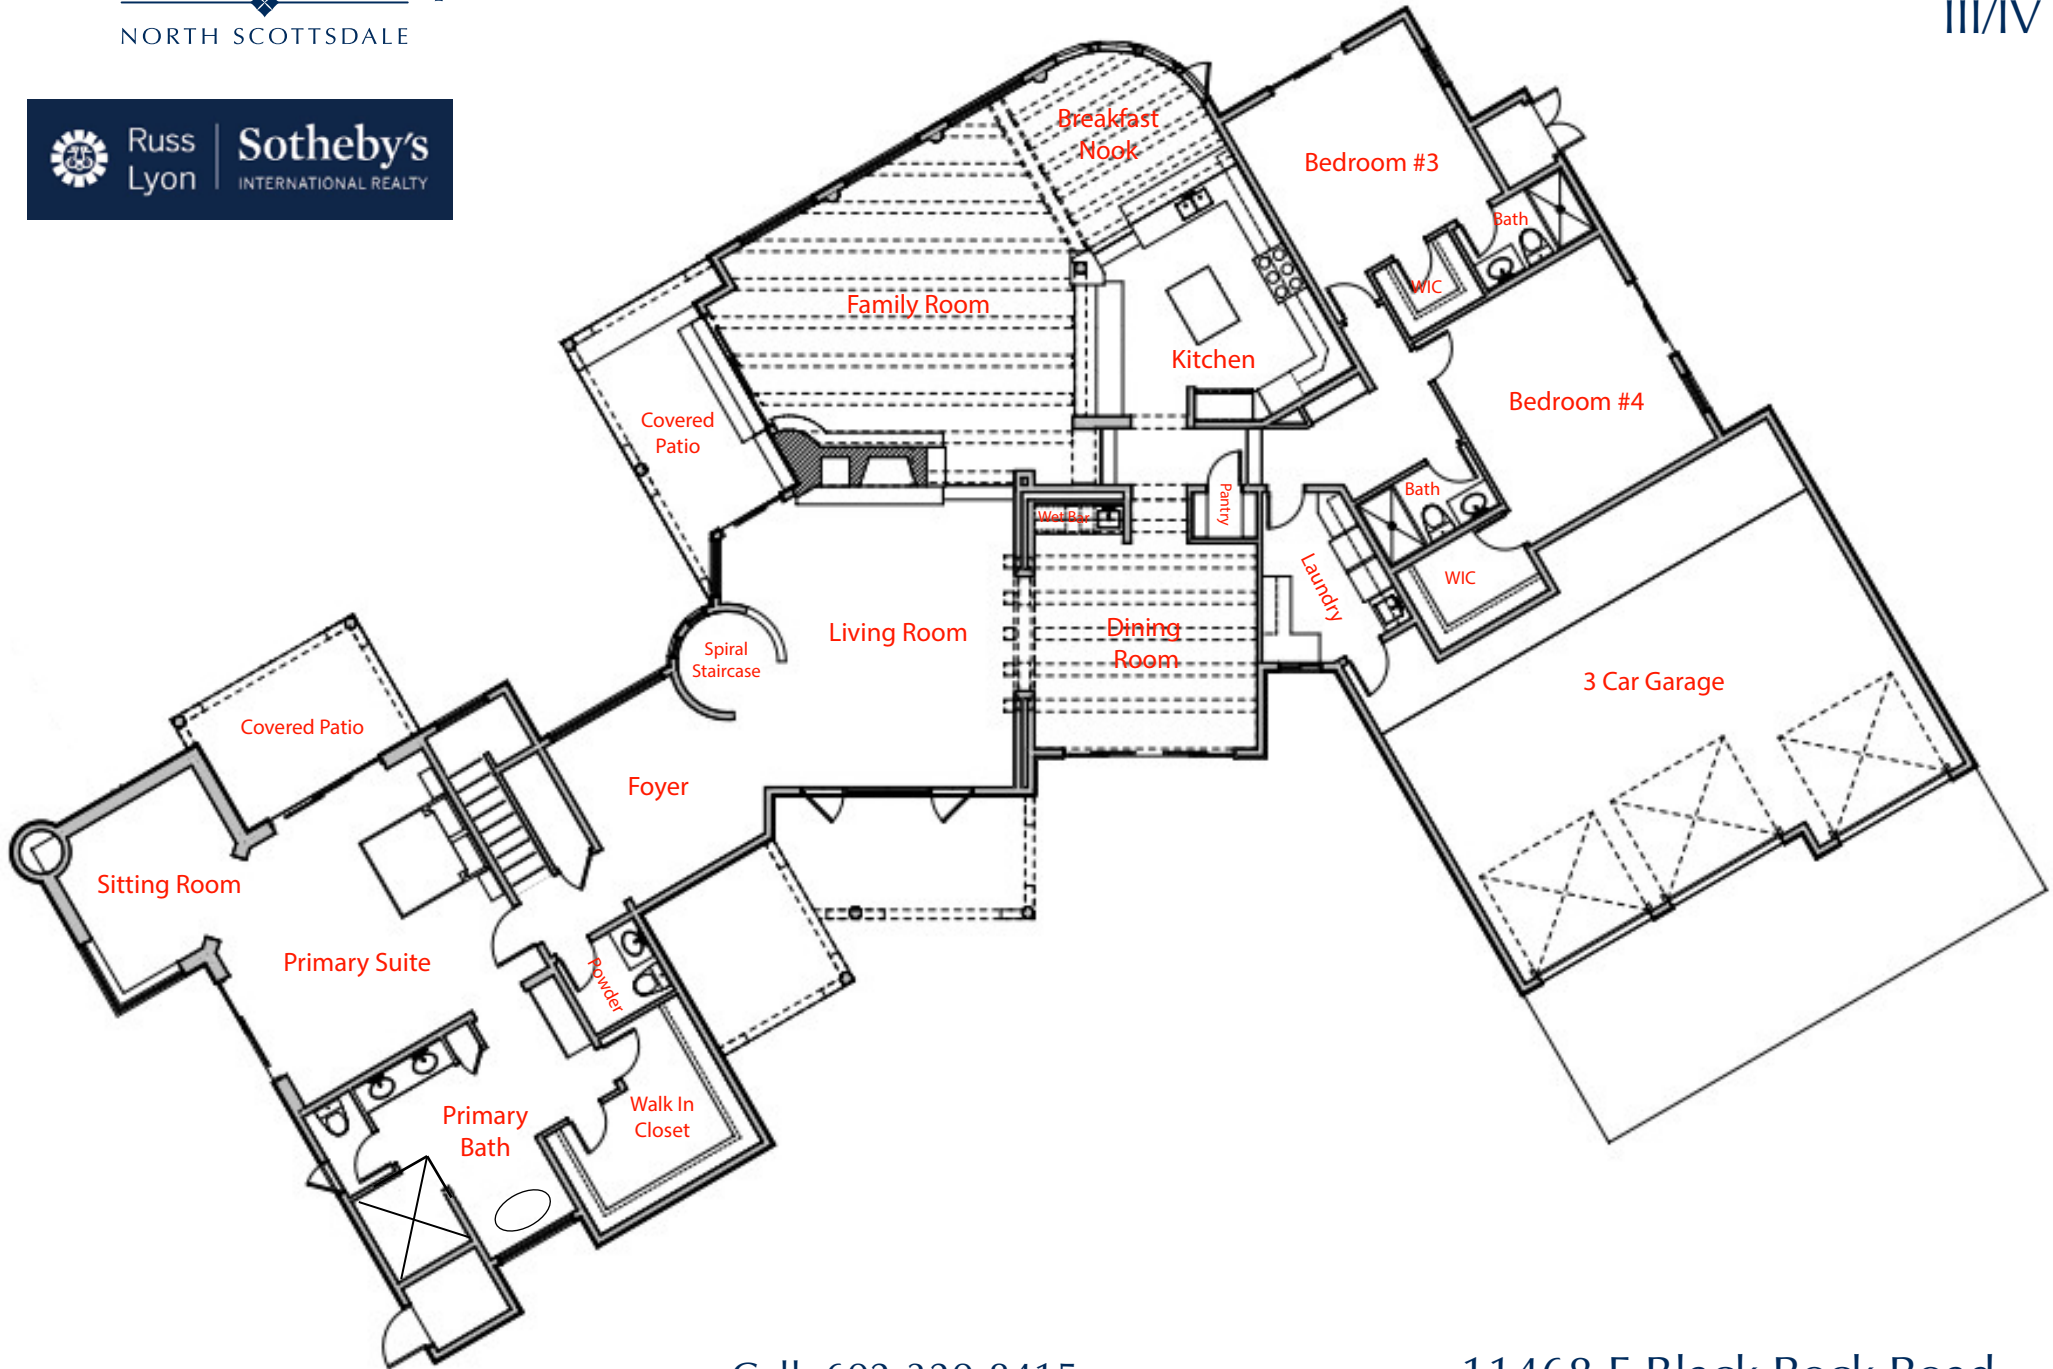 NORTH SCOTTSDALE
III/IV
Russ
Lyon
Sotheby's
INTERNATIONAL REALTY
Breakfast
Nook
Bedroom #3
Bath
WIC
Family Room
Kitchen
Bedroom #4
Covered
Patio
Bath
Pantry
Wet Bar
WIC
Laundry
Living Room
Dining
Room
Spiral
Staircase
3 Car Garage
Covered Patio
Foyer
Sitting Room
Primary Suite
Powder
Primary
Bath
Walk In
Closet